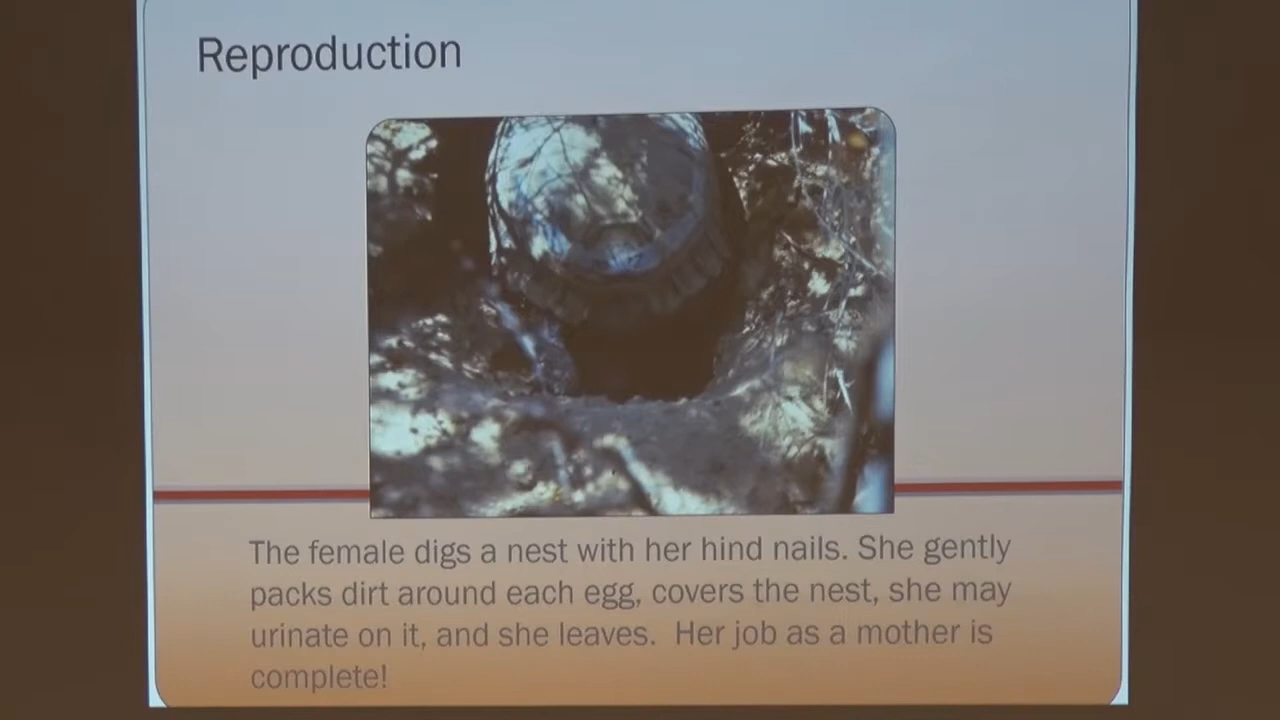 Reproduction
The female digs a nest with her hind nails. She gently
packs dirt around each egg, covers the nest, she may
urinate on it, and she leaves. Her job as a mother is
complete!